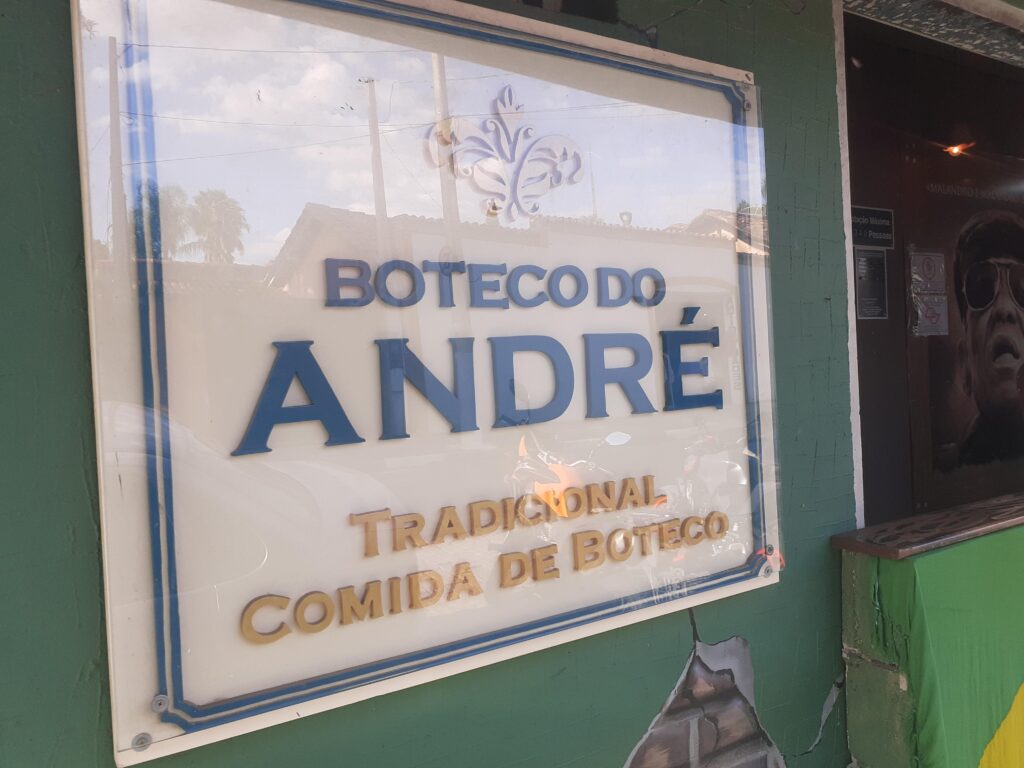 BOTECO DO
ANDRÉ
TRADICIONAL
COMIDA DE BOTECO